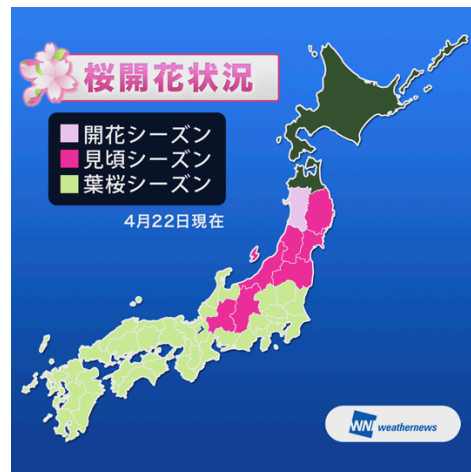 桜開花状況
開花シーズン
見頃シーズン
葉桜シーズン
4月22日現在
WNI weathernews